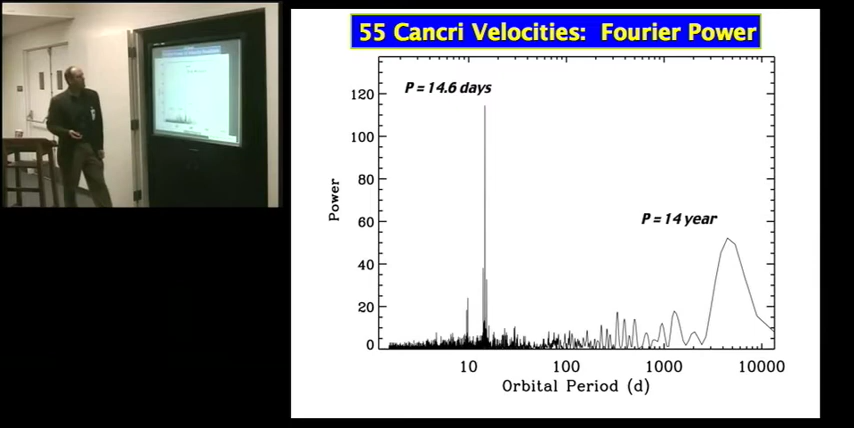 55 Cancri Velocities: Fourier Power
P = 14.6 days
P = 14 year
Power
120
100
80
60
40
20
0
10
100
1000
10000
Orbital Period (d)